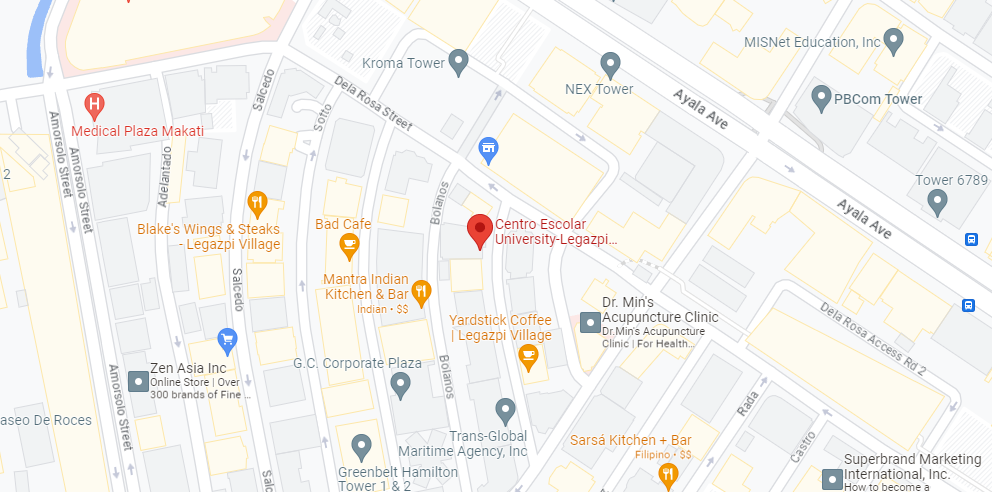 MISNet Education, Inc
Kroma Tower
NEX Tower
Salcedo
Dela Rosa Street
Ayala Ave
PBCom Tower
H
Medical Plaza Makati
Softo
Amorsolo Street
Amorsolo Street
Adelantado
2
Tower 6789
Bolanos
Ayala Ave
Blake's Wings & Steaks
- Legazpi Village
Bad Cafe
Centro Escolar
University-Legazpi...
Salcedo
Mantra Indian
Kitchen & Bar
Indian • $$
Dr. Min's
Acupuncture Clinic
Dr.Min's Acupuncture
Clinic | For Health...
Yardstick Coffee
| Legazpi Village
Dela Rosa Access Rd 2
Zen Asia Inc
Online Store | Over
300 brands of Fine ...
G.C. Corporate Plaza
Bolanos
Amorsolo Street
Rada
aseo De Roces
Trans-Global
Maritime Agency, Inc
Sarsá Kitchen + Bar
Filipino • $$
Castro
Greenbelt Hamilton
Tower 1 & 2
Sal
Superbrand Marketing
International, Inc.
How to become a